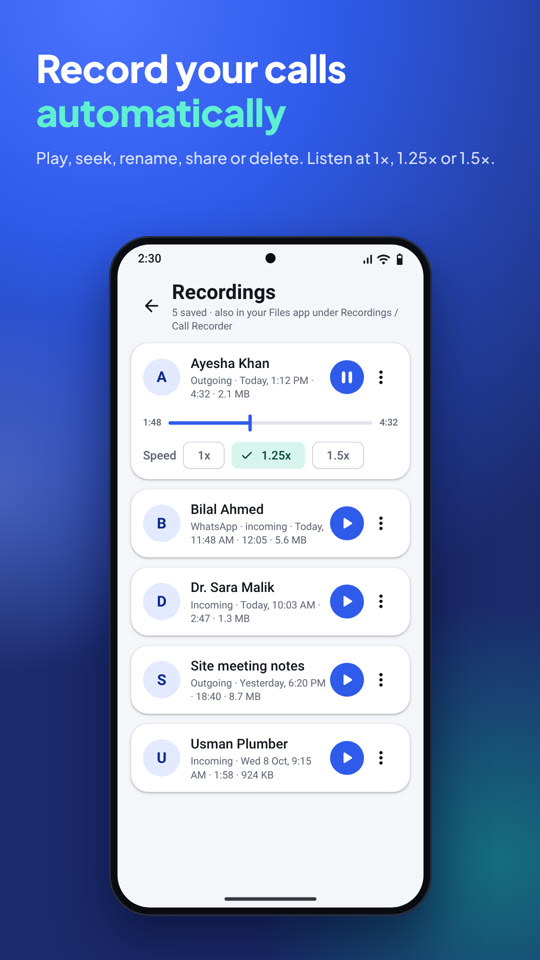 Record your calls
automatically
Play, seek, rename, share or delete. Listen at 1×, 1.25× or 1.5×.
2:30
Recordings
5 saved · also in your Files app under Recordings /
Call Recorder
A
Ayesha Khan
Outgoing · Today, 1:12 PM ·
4:32 · 2.1 MB
1:48
4:32
Speed
1x
1.25x
1.5x
B
Bilal Ahmed
WhatsApp · incoming · Today,
11:48 AM · 12:05 · 5.6 MB
D
Dr. Sara Malik
Incoming · Today, 10:03 AM ·
2:47 · 1.3 MB
S
Site meeting notes
Outgoing · Yesterday, 6:20 PM
· 18:40 · 8.7 MB
U
Usman Plumber
Incoming · Wed 8 Oct, 9:15
AM · 1:58 · 924 KB